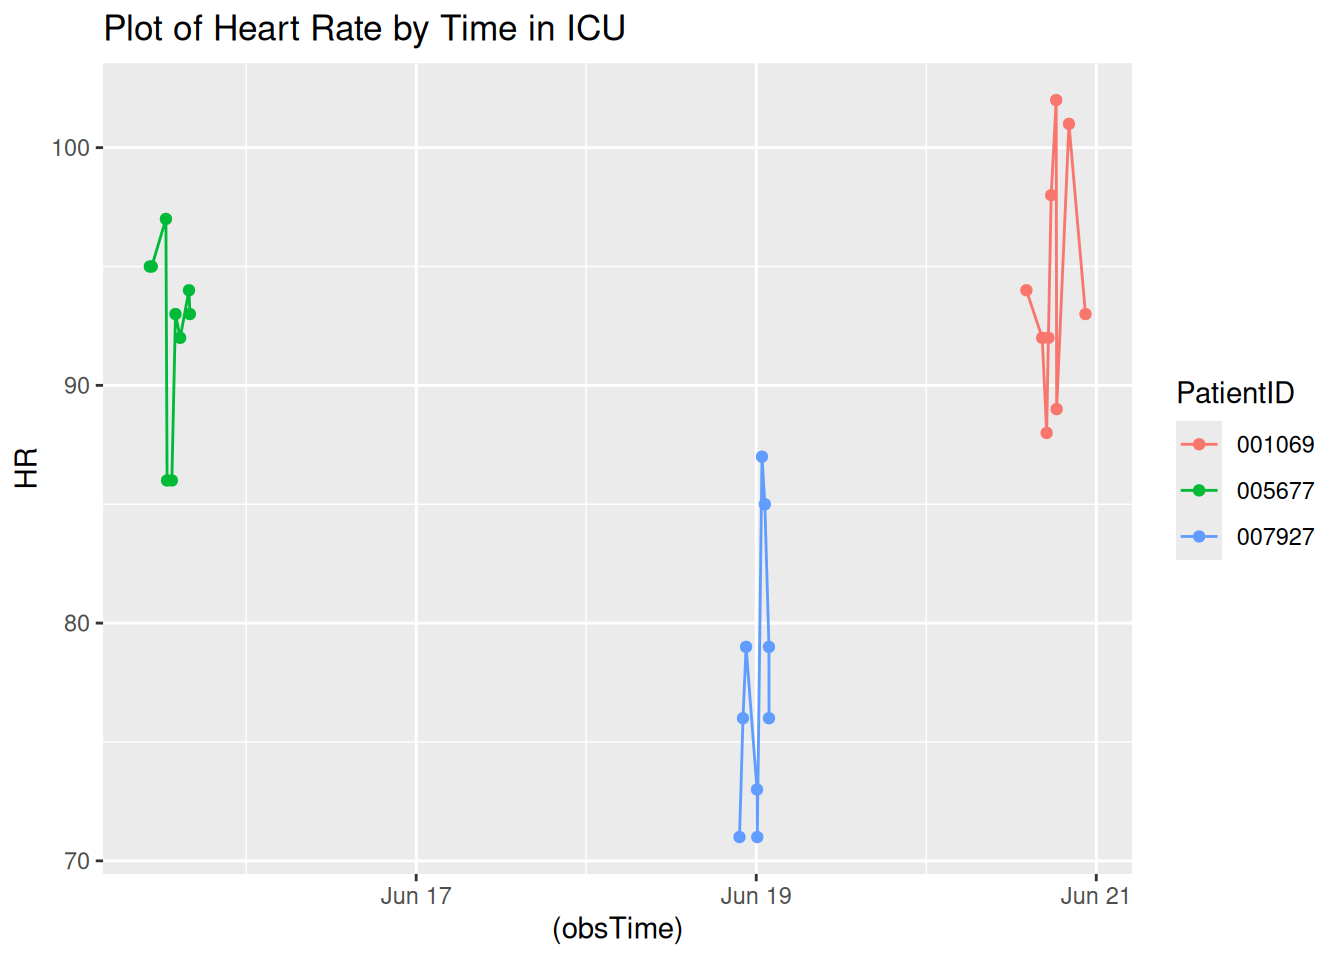 Plot of Heart Rate by Time in ICU
100
90
80
70
HR
Jun 17
Jun 19
Jun 21
(obsTime)
PatientID
001069
005677
007927